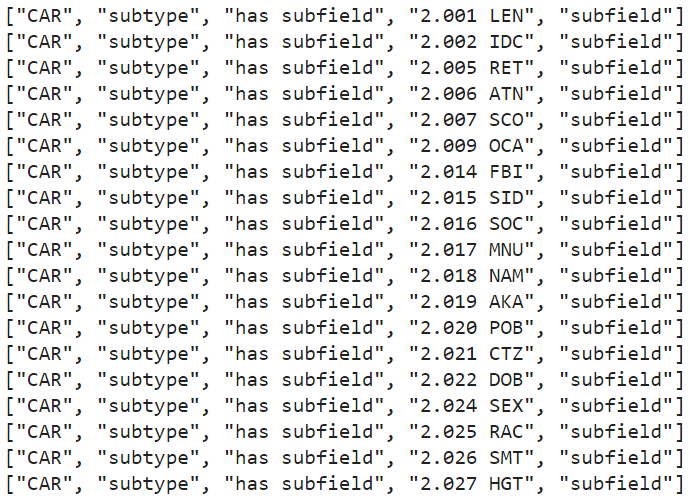 ["CAR", "subtype", "has subfield", "2.001 LEN", "subfield"]
["CAR", "subtype", "has subfield", "2.002 IDC", "subfield"]
["CAR", "subtype", "has subfield", "2.005 RET", "subfield"]
["CAR", "subtype", "has subfield", "2.006 ATN", "subfield"]
["CAR", "subtype", "has subfield", "2.007 SCO", "subfield"]
["CAR", "subtype", "has subfield", "2.009 OCA", "subfield"]
["CAR", "subtype", "has subfield", "2.014 FBI", "subfield"]
["CAR", "subtype", "has subfield", "2.015 SID", "subfield"]
["CAR", "subtype", "has subfield", "2.016 SOC", "subfield"]
["CAR", "subtype", "has subfield", "2.017 MNU", "subfield"]
["CAR", "subtype", "has subfield", "2.018 NAM", "subfield"]
["CAR", "subtype", "has subfield", "2.019 AKA", "subfield"]
["CAR", "subtype", "has subfield", "2.020 POB", "subfield"]
["CAR", "subtype", "has subfield", "2.021 CTZ", "subfield"]
["CAR", "subtype", "has subfield", "2.022 DOB", "subfield"]
["CAR", "subtype", "has subfield", "2.024 SEX", "subfield"]
["CAR", "subtype", "has subfield", "2.025 RAC", "subfield"]
["CAR", "subtype", "has subfield", "2.026 SMT", "subfield"]
["CAR", "subtype", "has subfield", "2.027 HGT", "subfield"]